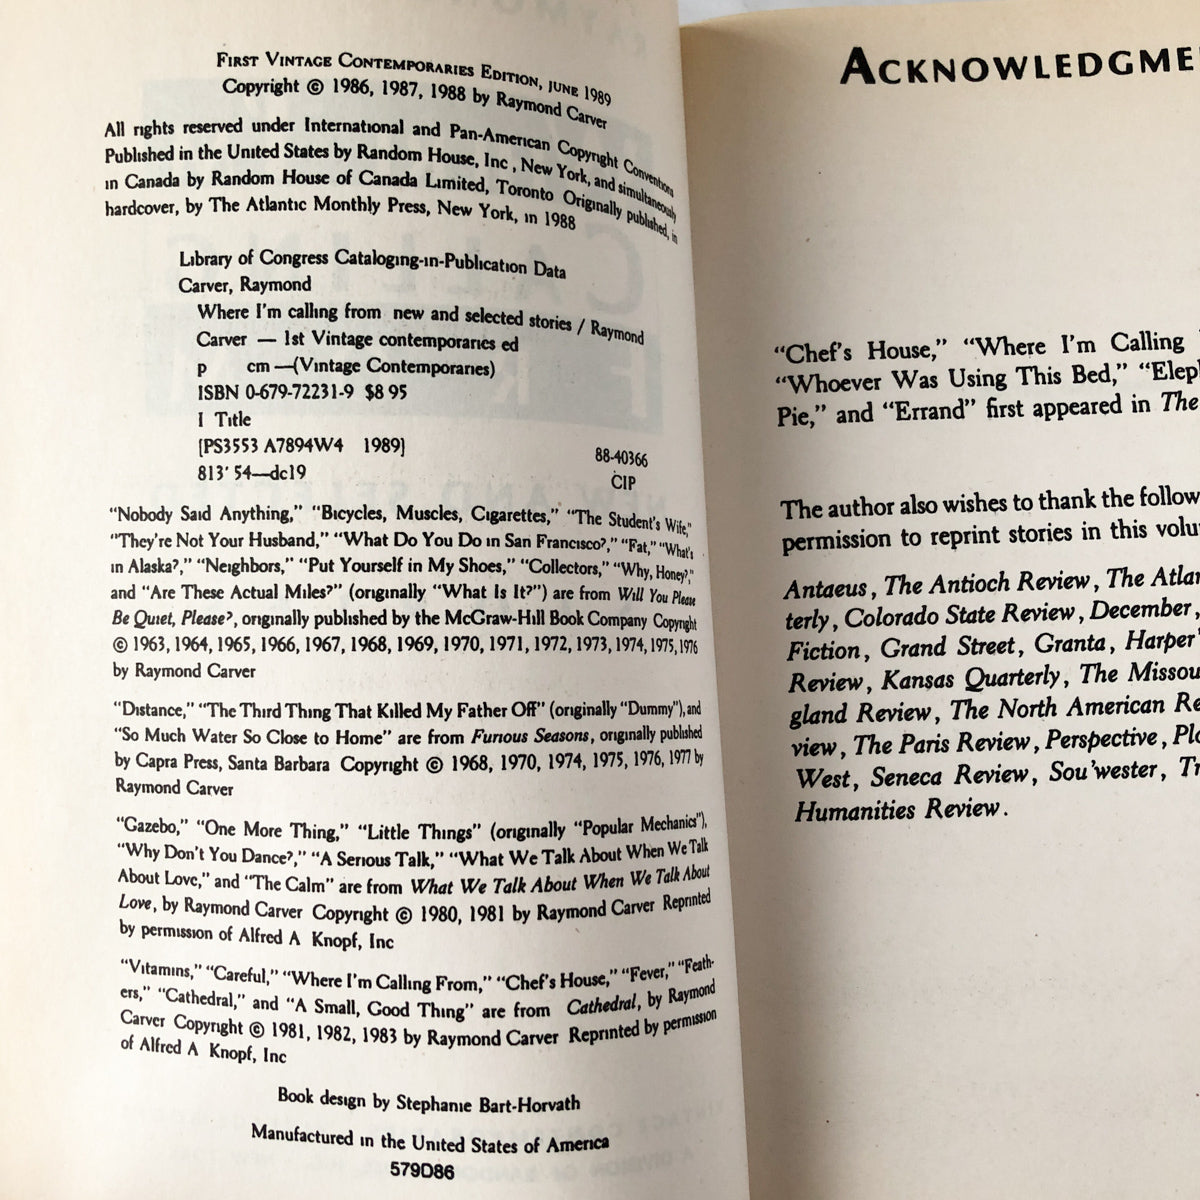 First Vintage Contemporaries Edition, June 1989
Copyright © 1986, 1987, 1988 by Raymond Carver
All rights reserved under International and Pan-American Copyright Conventions
Published in the United States by Random House, Inc , New York, and simultaneously
in Canada by Random House of Canada Limited, Toronto Originally published, in
hardcover, by The Atlantic Monthly Press, New York, in 1988
Library of Congress Cataloging-in-Publication Data
Carver, Raymond
Where I'm calling from new and selected stories / Raymond
Carver — 1st Vintage contemporaries ed
p cm —(Vintage Contemporaries)
ISBN 0-679-72231-9 $8 95
I Title
[PS3553 A7894W4 1989]
813' 54—dc19
88-40366
CIP
“Nobody Said Anything,” “Bicycles, Muscles, Cigarettes,” “The Student's Wife,”
“They're Not Your Husband,” “What Do You Do in San Francisco?,” “Fat,” “What's
in Alaska?,” “Neighbors,” “Put Yourself in My Shoes,” “Collectors,” “Why, Honey?,”
and “Are These Actual Miles?” (originally “What Is It?”) are from Will You Please
Be Quiet, Please?, originally published by the McGraw-Hill Book Company Copyright
© 1963, 1964, 1965, 1966, 1967, 1968, 1969, 1970, 1971, 1972, 1973, 1974, 1975, 1976
by Raymond Carver
“Distance,” “The Third Thing That Killed My Father Off” (originally “Dummy”), and
“So Much Water So Close to Home” are from Furious Seasons, originally published
by Capra Press, Santa Barbara Copyright © 1968, 1970, 1974, 1975, 1976, 1977 by
Raymond Carver
“Gazebo,” “One More Thing,” “Little Things” (originally “Popular Mechanics”),
“Why Don't You Dance?,” “A Serious Talk,” “What We Talk About When We Talk
About Love,” and “The Calm” are from What We Talk About When We Talk About
Love, by Raymond Carver Copyright © 1980, 1981 by Raymond Carver Reprinted
by permission of Alfred A Knopf, Inc
“Vitamins,” “Careful,” “Where I'm Calling From,” “Chef's House,” “Fever,” “Feath-
ers,” “Cathedral,” and “A Small, Good Thing” are from Cathedral, by Raymond
Carver Copyright © 1981, 1982, 1983 by Raymond Carver Reprinted by permission
of Alfred A Knopf, Inc
Book design by Stephanie Bart-Horvath
Manufactured in the United States of America
579D86
Acknowledgme
“Chef's House,” “Where I'm Calling
“Whoever Was Using This Bed,” “Elep
Pie,” and “Errand” first appeared in The
The author also wishes to thank the follow
permission to reprint stories in this volu
Antaeus, The Antioch Review, The Atlan
terly, Colorado State Review, December,
Fiction, Grand Street, Granta, Harper'
Review, Kansas Quarterly, The Missou
gland Review, The North American Re
view, The Paris Review, Perspective, Plo
West, Seneca Review, Sou'wester, Tr
Humanities Review.